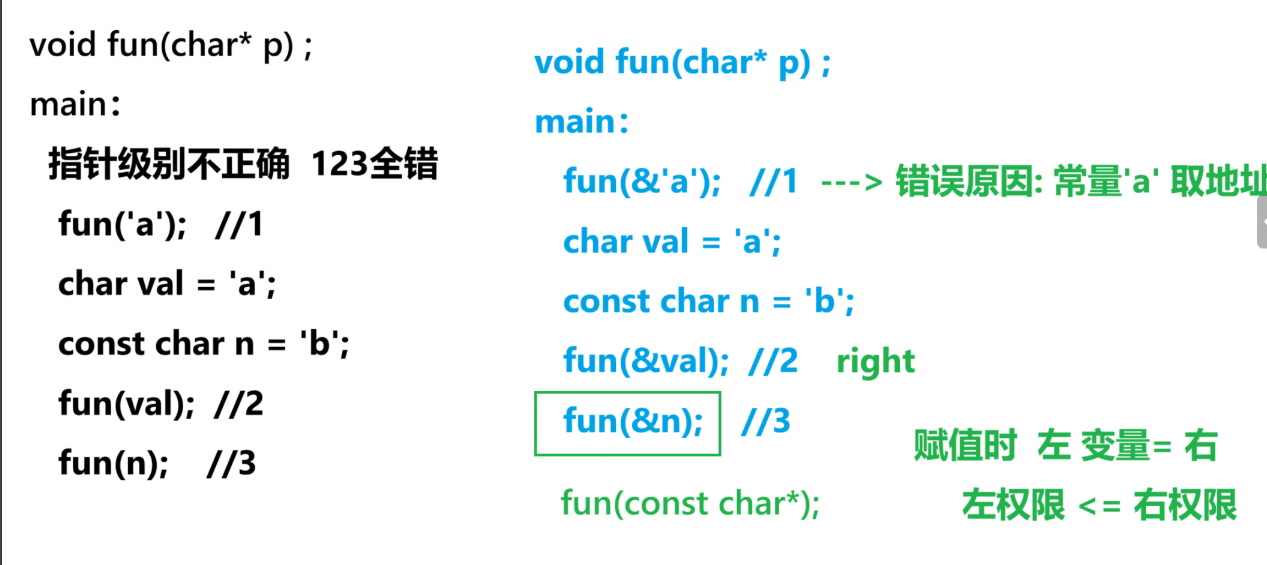 void fun(char* p) ;
main：
指针级别不正确 123全错
fun('a'); //1
char val = 'a';
const char n = 'b';
fun(val); //2
fun(n); //3
void fun(char* p) ;
main：
fun(&'a'); //1 ---> 错误原因: 常量'a' 取地址
char val = 'a';
const char n = 'b';
fun(&val); //2 right
fun(&n); //3
赋值时 左 变量= 右
fun(const char*);
左权限 <= 右权限